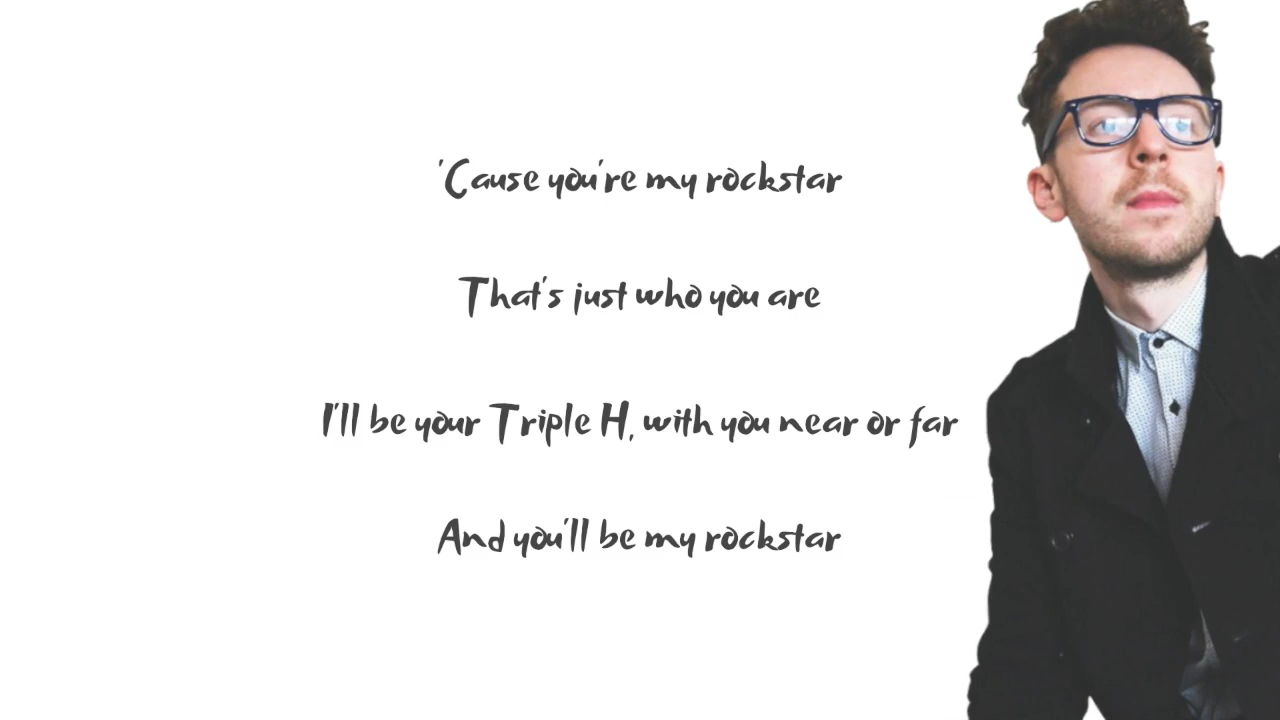 'Cause you're my rockstar
That's just who you are
I'll be your Triple H, with you near or far
And you'll be my rockstar